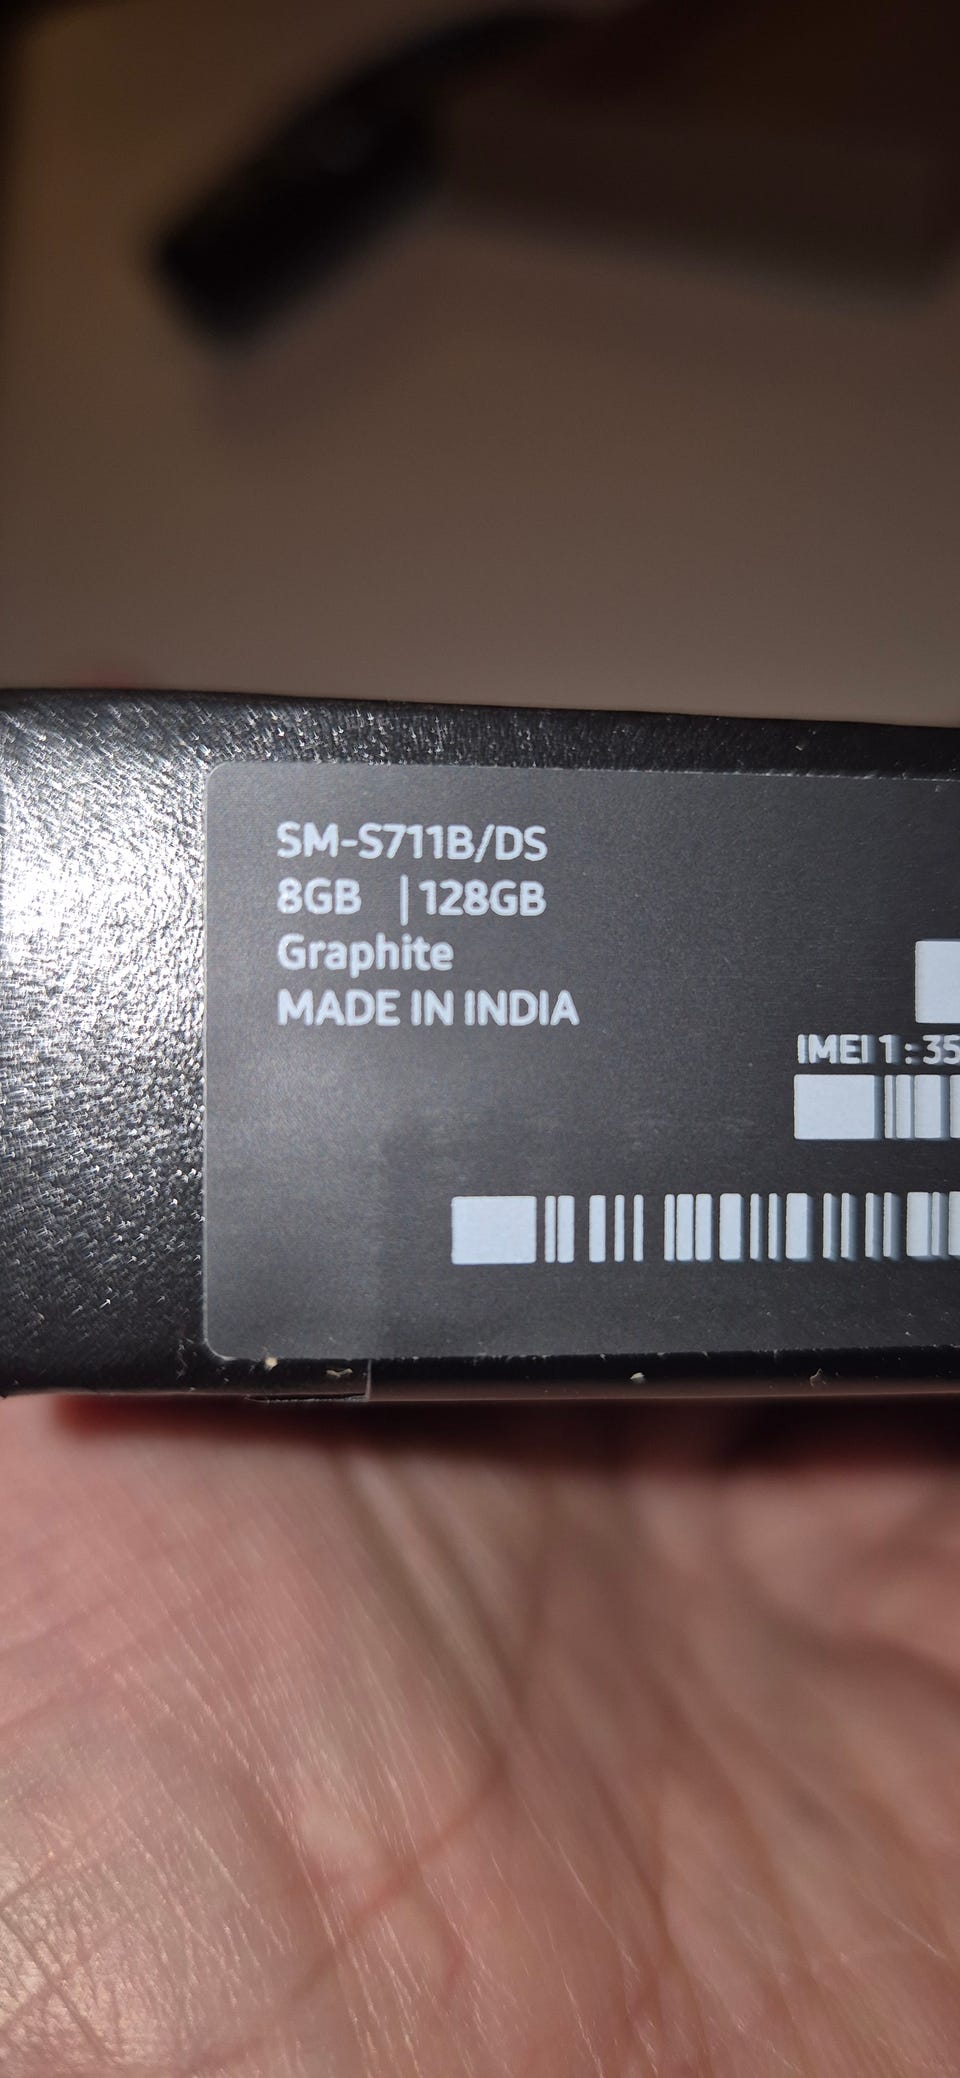 SM-S711B/DS
8GB | 128GB
Graphite
MADE IN INDIA
IMEI 1 : 35